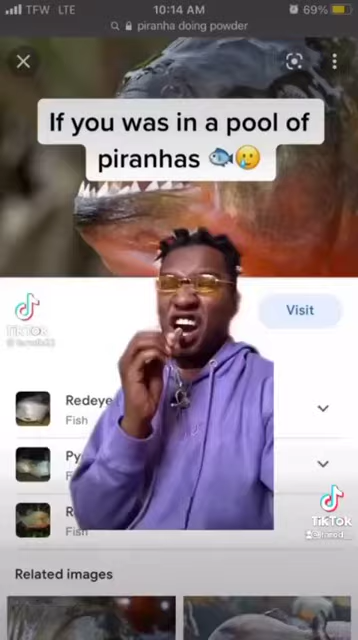 TFW LTE 10:14 AM 69%
piranha doing powder
If you was in a pool of
piranhas 🐟🥲
Visit
TikTok
Redeye
Fish
Py
R
Fish
TikTok
Related images